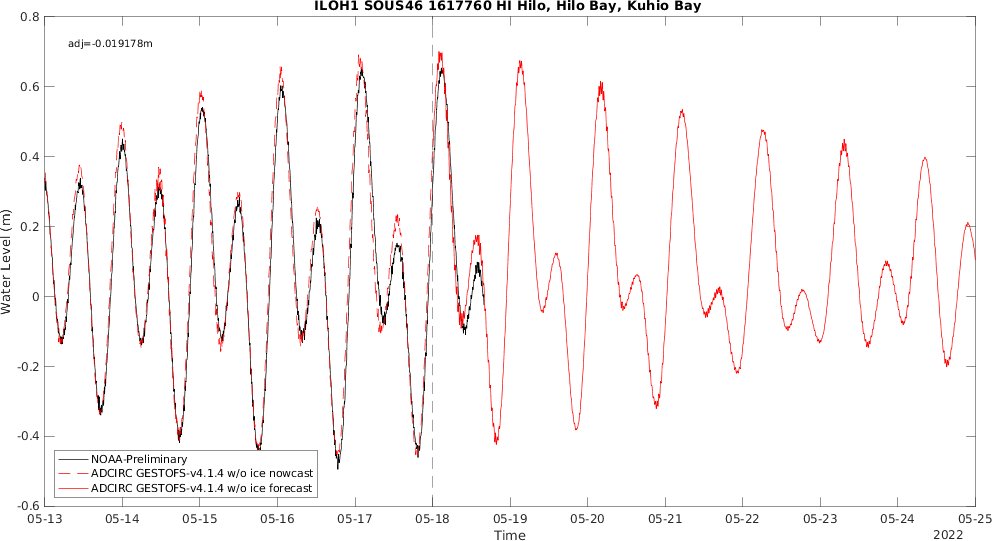 ILOH1 SOUS46 1617760 HI Hilo, Hilo Bay, Kuhio Bay
adj=-0.019178m
0.8
0.6
0.4
0.2
0
-0.2
-0.4
-0.6
Water Level (m)
NOAA-Preliminary
ADCIRC GESTOFS-v4.1.4 w/o ice nowcast
ADCIRC GESTOFS-v4.1.4 w/o ice forecast
05-13 05-14 05-15 05-16 05-17 05-18 05-19 05-20 05-21 05-22 05-23 05-24 05-25
Time
2022